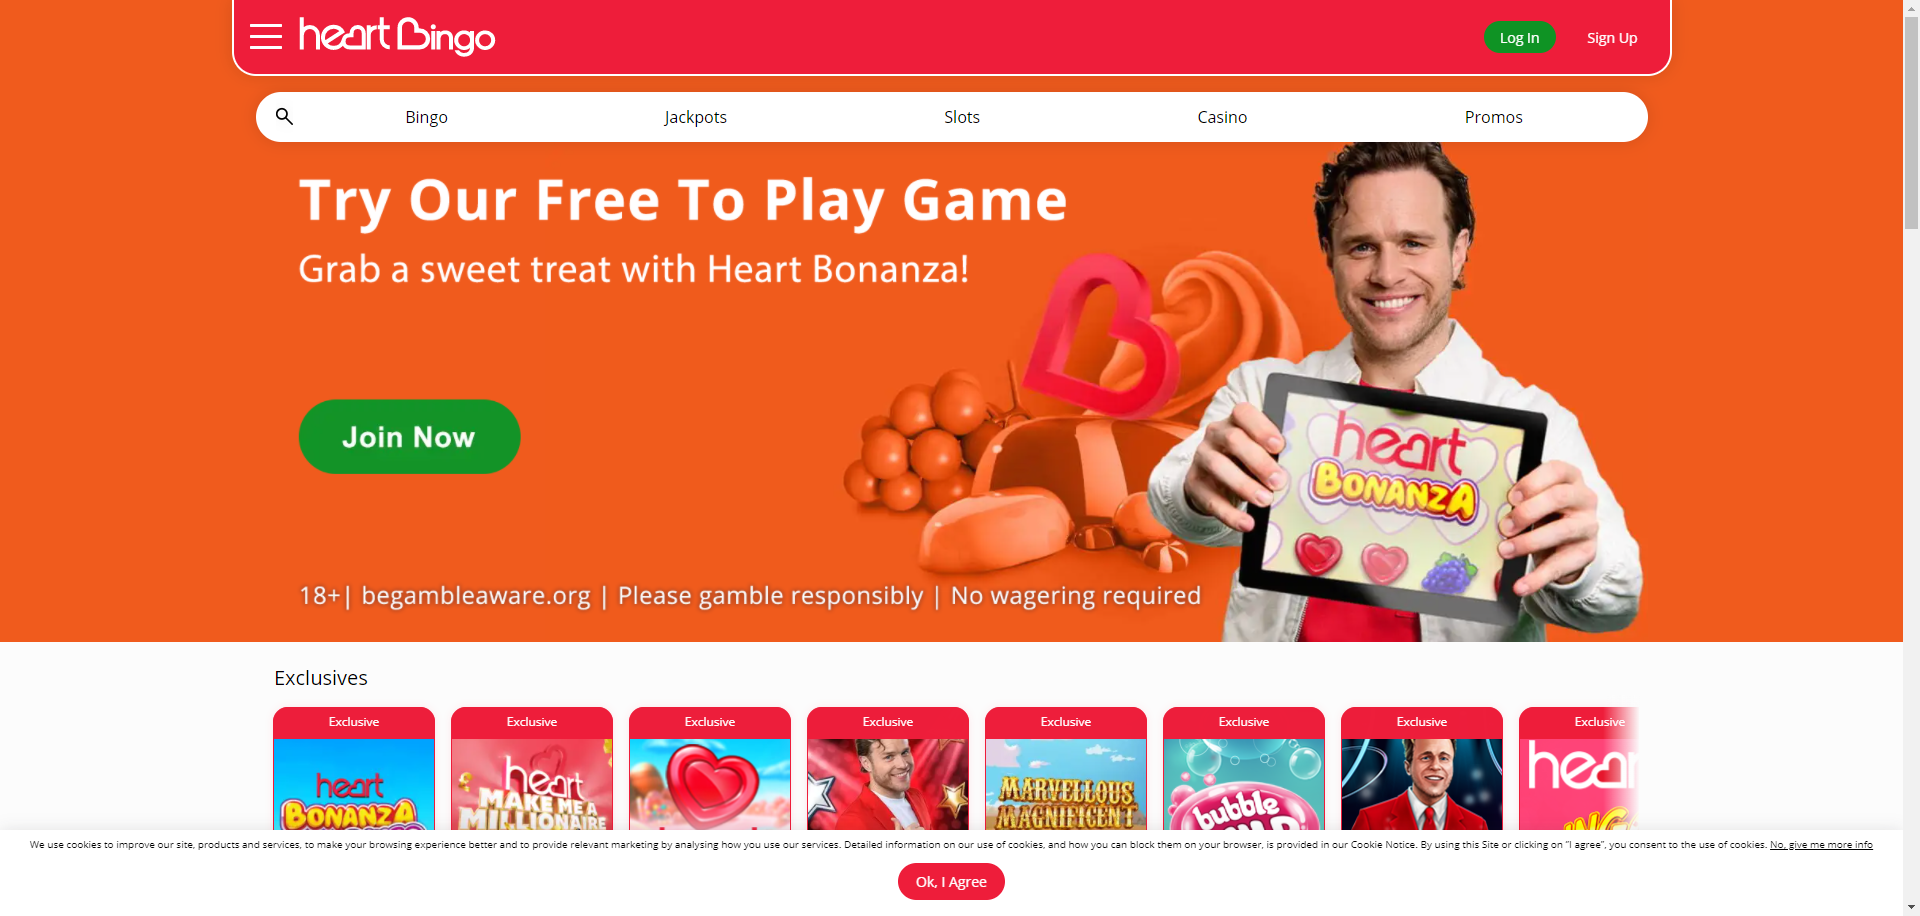 heart Bingo
Log In
Sign Up
Bingo
Jackpots
Slots
Casino
Promos
Try Our Free To Play Game
Grab a sweet treat with Heart Bonanza!
Join Now
heart
BONANZA
18+| begambleaware.org | Please gamble responsibly | No wagering required
Exclusives
Exclusive
Exclusive
Exclusive
Exclusive
Exclusive
Exclusive
Exclusive
Exclusive
heart
BONANZA
heart
MAKE ME A
MILLIONAIRE
MARVELLOUS
MAGNIFICENT
bubble
hear
We use cookies to improve our site, products and services, to make your browsing experience better and to provide relevant marketing by analysing how you use our services. Detailed information on our use of cookies, and how you can block them on your browser, is provided in our Cookie Notice. By using this Site or clicking on "I agree", you consent to the use of cookies. No, give me more info
Ok, I Agree